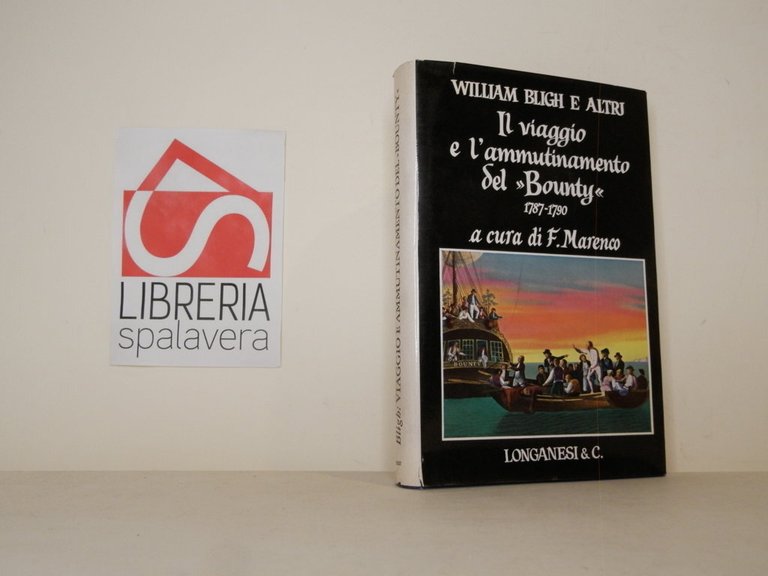 LIBRERIA
spalavera
Bligh: VIAGGIO E AMMUTINAMENTO DEL «BOUNTY»
WILLIAM BLIGH E ALTRI
Il viaggio
e l'ammutinamento
del »Bounty«
1787-1790
a cura di F. Marenco
BOUNTY
LONGANESI & C.